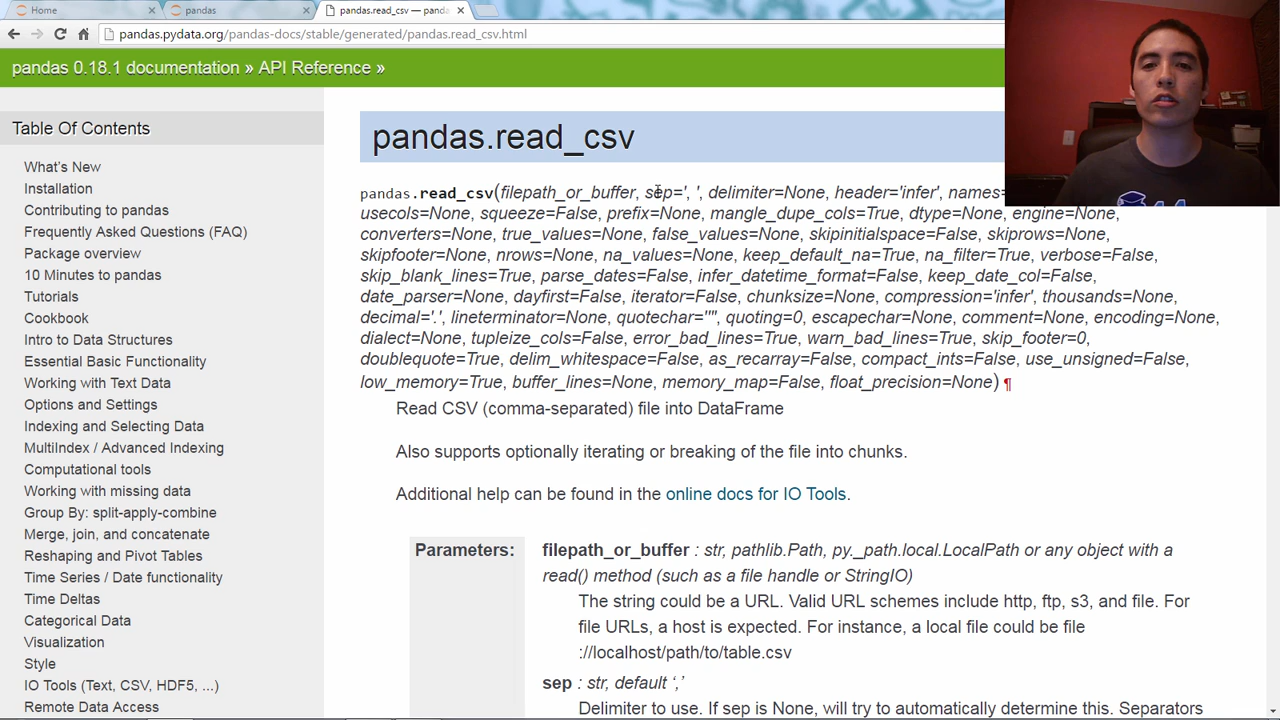 Home
pandas
pandas.read_csv — panda
pandas.pydata.org/pandas-docs/stable/generated/pandas.read_csv.html
pandas 0.18.1 documentation » API Reference »
Table Of Contents
What's New
Installation
Contributing to pandas
Frequently Asked Questions (FAQ)
Package overview
10 Minutes to pandas
Tutorials
Cookbook
Intro to Data Structures
Essential Basic Functionality
Working with Text Data
Options and Settings
Indexing and Selecting Data
MultiIndex / Advanced Indexing
Computational tools
Working with missing data
Group By: split-apply-combine
Merge, join, and concatenate
Reshaping and Pivot Tables
Time Series / Date functionality
Time Deltas
Categorical Data
Visualization
Style
IO Tools (Text, CSV, HDF5, ...)
Remote Data Access
pandas.read_csv
pandas.read_csv(filepath_or_buffer, sep=', ', delimiter=None, header='infer', names=
usecols=None, squeeze=False, prefix=None, mangle_dupe_cols=True, dtype=None, engine=None,
converters=None, true_values=None, false_values=None, skipinitialspace=False, skiprows=None,
skipfooter=None, nrows=None, na_values=None, keep_default_na=True, na_filter=True, verbose=False,
skip_blank_lines=True, parse_dates=False, infer_datetime_format=False, keep_date_col=False,
date_parser=None, dayfirst=False, iterator=False, chunksize=None, compression='infer', thousands=None,
decimal='.', lineterminator=None, quotechar='"', quoting=0, escapechar=None, comment=None, encoding=None,
dialect=None, tupleize_cols=False, error_bad_lines=True, warn_bad_lines=True, skip_footer=0,
doublequote=True, delim_whitespace=False, as_recarray=False, compact_ints=False, use_unsigned=False,
low_memory=True, buffer_lines=None, memory_map=False, float_precision=None) ¶
Read CSV (comma-separated) file into DataFrame
Also supports optionally iterating or breaking of the file into chunks.
Additional help can be found in the online docs for IO Tools.
Parameters:
filepath_or_buffer : str, pathlib.Path, py._path.local.LocalPath or any object with a
read() method (such as a file handle or StringIO)
The string could be a URL. Valid URL schemes include http, ftp, s3, and file. For
file URLs, a host is expected. For instance, a local file could be file
://localhost/path/to/table.csv
sep : str, default ‘,’
Delimiter to use. If sep is None, will try to automatically determine this. Separators